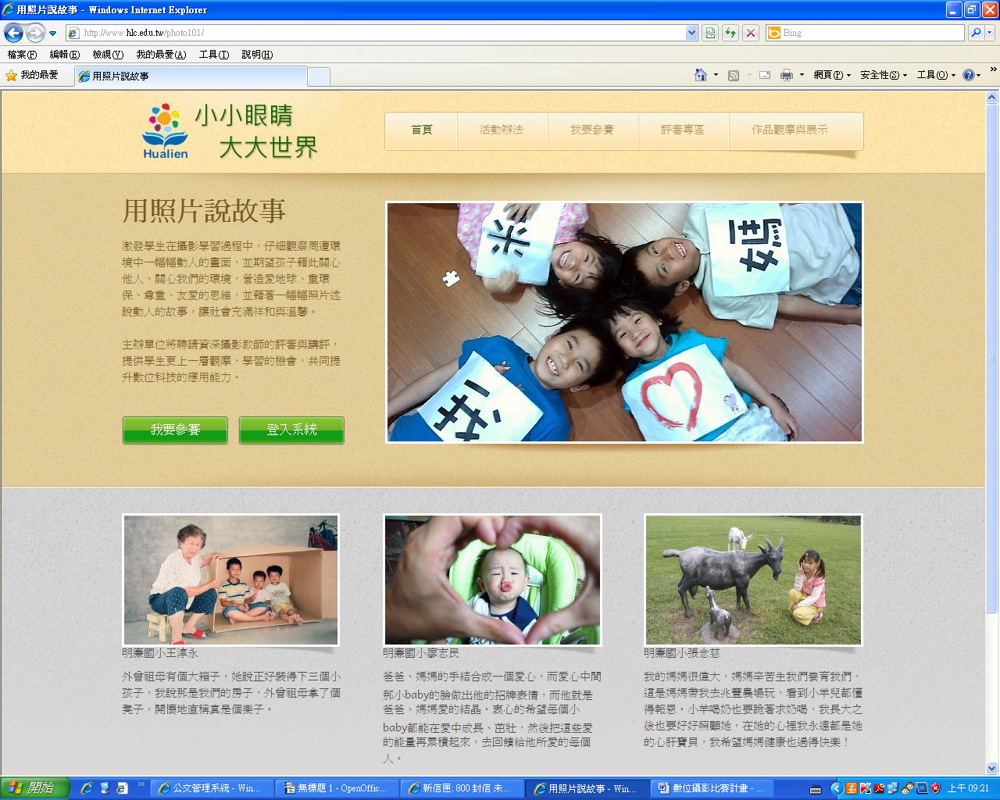 用照片說故事 - Windows Internet Explorer
http://www.hlc.edu.tw/photo101/
Bing
檔案(F) 編輯(E) 檢視(V) 我的最愛(A) 工具(T) 說明(H)
我的最愛 用照片說故事 網頁(P) 安全性(S) 工具(O)
小小眼睛
大大世界
Hualien
首頁 活動辦法 我要參賽 評審專區 作品觀摩與展示
用照片說故事
激發學生在攝影學習過程中，仔細觀察周遭環
境中一幅幅動人的畫面，並期望孩子藉此關心
他人、關心我們的環境，營造愛地球、重環
保、尊重、友愛的思維，並藉著一幅幅照片述
說動人的故事，讓社會充滿祥和與溫馨。
主辦單位將聘請資深攝影教師的評審與講評，
提供學生更上一層觀摩、學習的機會，共同提
升數位科技的應用能力。
我要參賽 登入系統
米
媽
明廉國小王淳永
外曾祖母有個大箱子，她說正好裝得下三個小
孩子，我說那是我們的房子，外曾祖母拿了個
凳子，開懷地直稱真是個樂子。
明廉國小廖志民
爸爸、媽媽的手結合成一個愛心，而愛心中間
那小baby的臉做出他的招牌表情，而他就是
爸爸、媽媽愛的結晶。衷心的希望每個小
baby都能在愛中成長、茁壯，然後把這些愛
的能量再累積起來，去回饋給他所愛的每個
人。
明廉國小張念慈
我的媽媽很偉大，媽媽辛苦生我們養育我們，
這是媽媽帶我去兆豐農場玩，看到小羊兒都懂
得報恩。小羊喝奶也要跪著求奶喝，我長大之
後也要好好照顧她，在她的心裡我永遠都是她
的心肝寶貝，我希望媽媽健康也過得快樂！
開始 公文管理系統 - Win... 無標題 1 - OpenOffic... 新信匣: 800 封信 未... 用照片說故事 - Win... 數位攝影比賽計畫 - ... 上午 09:21